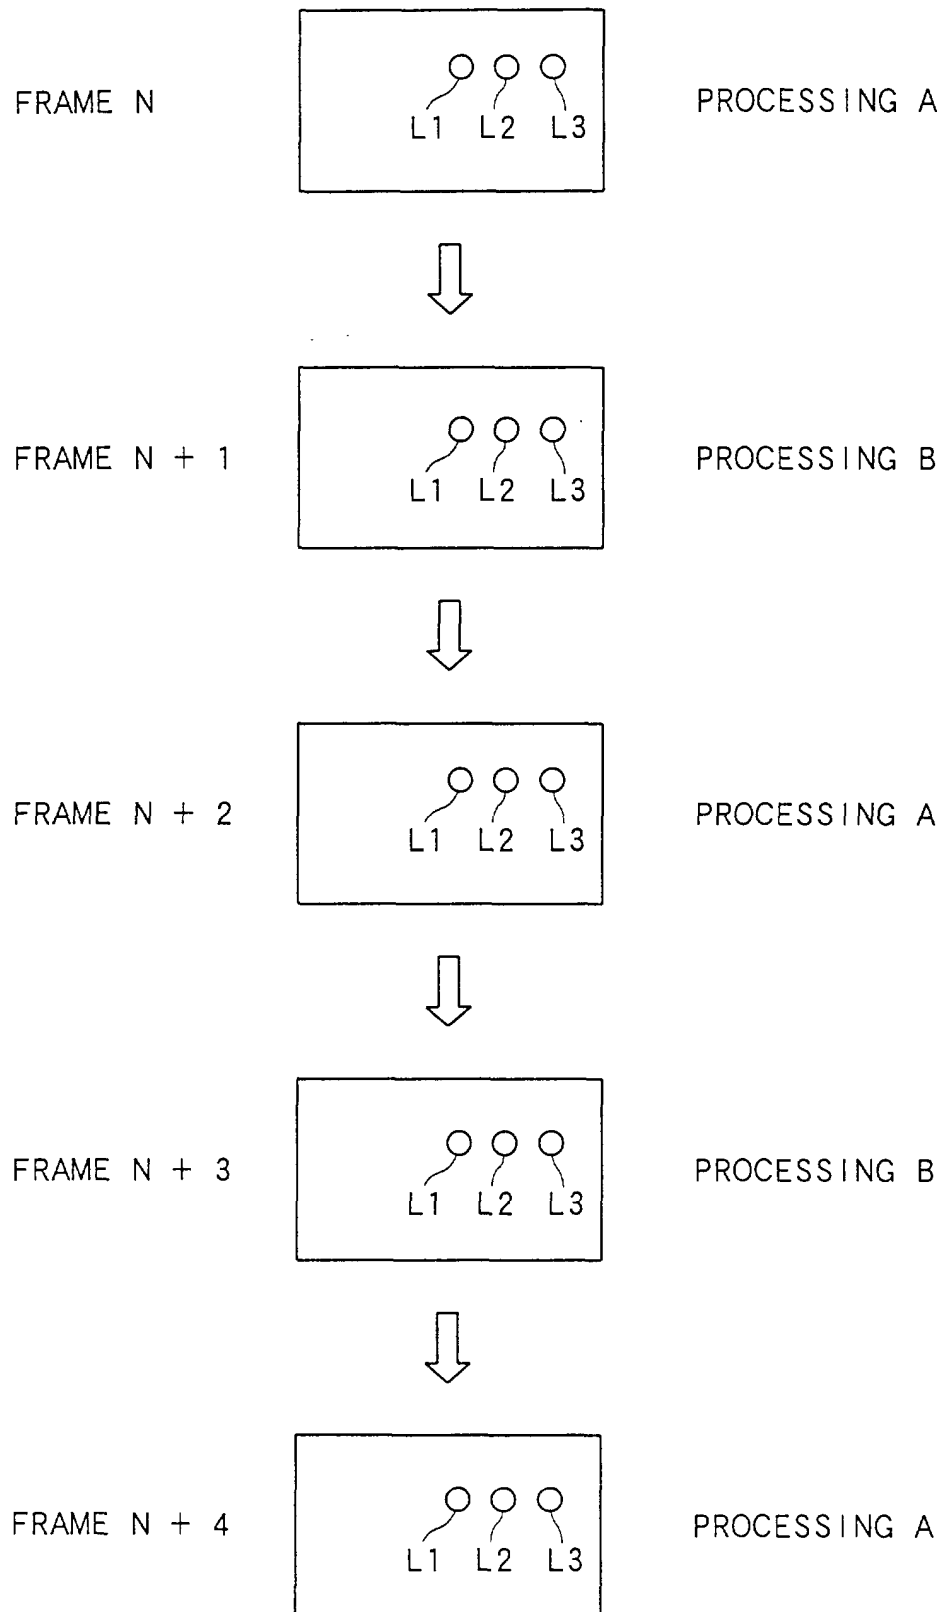 FRAME N
L1 L2 L3
PROCESSING A
FRAME N + 1
L1 L2 L3
PROCESSING B
FRAME N + 2
L1 L2 L3
PROCESSING A
FRAME N + 3
L1 L2 L3
PROCESSING B
FRAME N + 4
L1 L2 L3
PROCESSING A